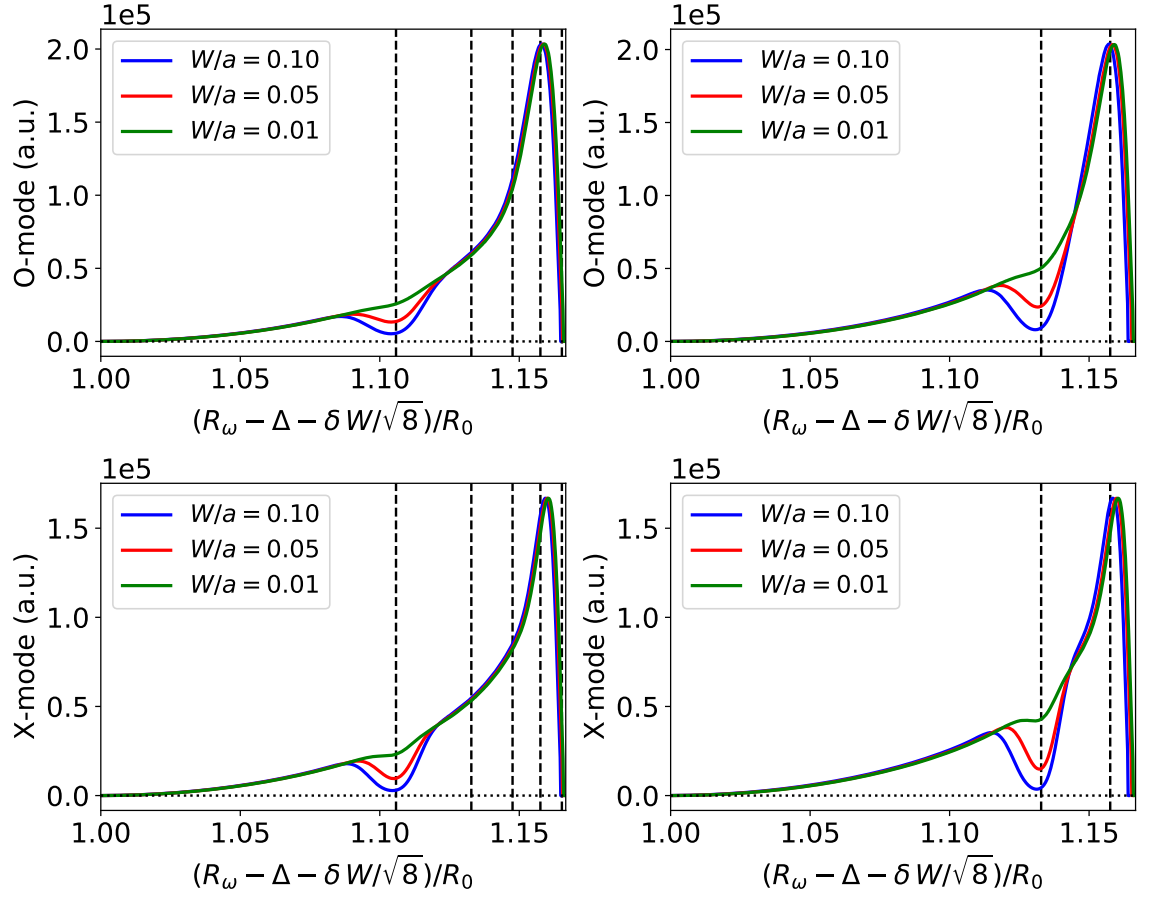 1e5
O-mode (a.u.)
2.0
1.5
1.0
0.5
0.0
W/a = 0.10
W/a = 0.05
W/a = 0.01
1.00 1.05 1.10 1.15
(R_ω − Δ − δ W/√8)/R_0
1e5
O-mode (a.u.)
2.0
1.5
1.0
0.5
0.0
W/a = 0.10
W/a = 0.05
W/a = 0.01
1.00 1.05 1.10 1.15
(R_ω − Δ − δ W/√8)/R_0
1e5
X-mode (a.u.)
1.5
1.0
0.5
0.0
W/a = 0.10
W/a = 0.05
W/a = 0.01
1.00 1.05 1.10 1.15
(R_ω − Δ − δ W/√8)/R_0
1e5
X-mode (a.u.)
1.5
1.0
0.5
0.0
W/a = 0.10
W/a = 0.05
W/a = 0.01
1.00 1.05 1.10 1.15
(R_ω − Δ − δ W/√8)/R_0